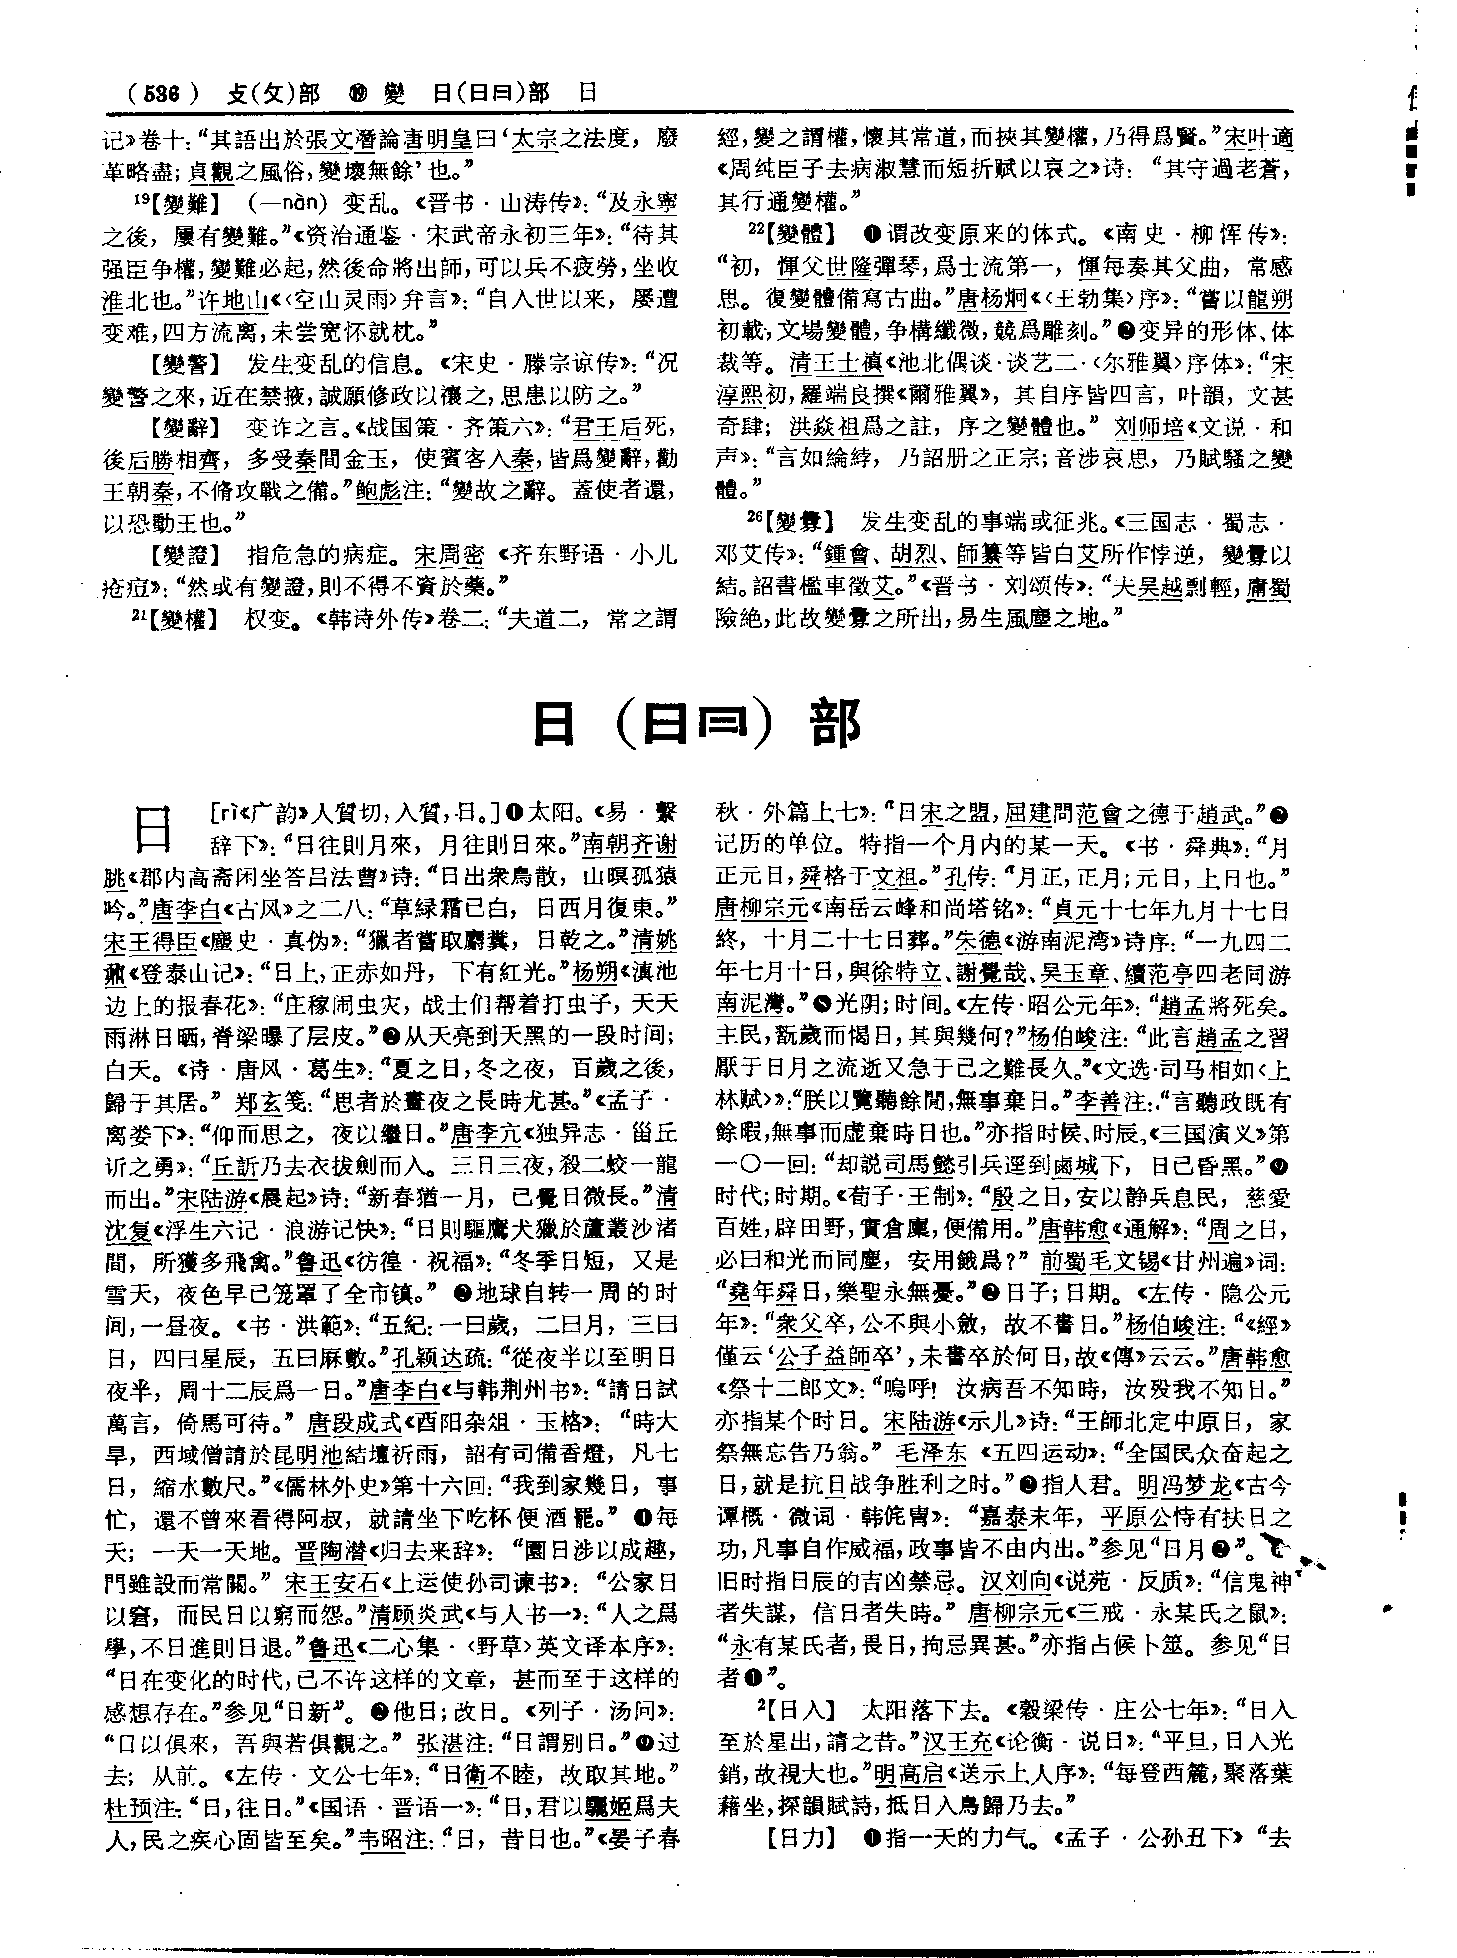 (536) 攴(攵)部 ⑲ 變 日(日曰)部 日
记》卷十：“其語出於張文潛論唐明皇曰‘太宗之法度，廢
革略盡；貞觀之風俗，變壞無餘’也。”
¹⁹【變難】 (—nàn) 变乱。《晋书·山涛传》：“及永寧
之後，屢有變難。”《资治通鉴·宋武帝永初三年》：“待其
强臣争權，變難必起，然後命將出師，可以兵不疲勞，坐收
淮北也。”许地山《〈空山灵雨〉弁言》：“自入世以来，屡遭
变难，四方流离，未尝宽怀就枕。”
【變警】 发生变乱的信息。《宋史·滕宗谅传》：“况
變警之來，近在禁掖，誠願修政以禳之，思患以防之。”
【變辭】 变诈之言。《战国策·齐策六》：“君王后死，
後后勝相齊，多受秦間金玉，使賓客入秦，皆爲變辭，勸
王朝秦，不脩攻戰之備。”鲍彪注：“變故之辭。蓋使者還，
以恐動王也。”
【變證】 指危急的病症。宋周密《齐东野语·小儿
疮痘》：“然或有變證，則不得不資於藥。”
²¹【變權】 权变。《韩诗外传》卷二：“夫道二，常之謂
經，變之謂權，懷其常道，而挾其變權，乃得爲賢。”宋叶適
《周纯臣子去病淑慧而短折赋以哀之》诗：“其守過老蒼，
其行通變權。”
²²【變體】 ❶谓改变原来的体式。《南史·柳恽传》：
“初，惲父世隆彈琴，爲士流第一，惲每奏其父曲，常感
思。復變體備寫古曲。”唐杨炯《〈王勃集〉序》：“嘗以龍朔
初載，文場變體，争構纖微，競爲雕刻。”❷变异的形体、体
裁等。清王士禛《池北偶谈·谈艺二·〈尔雅翼〉序体》：“宋
淳熙初，羅端良撰《爾雅翼》，其自序皆四言，叶韻，文甚
奇肆；洪焱祖爲之註，序之變體也。”刘师培《文说·和
声》：“言如綸綍，乃詔册之正宗；音涉哀思，乃賦騷之變
體。”
²⁶【變釁】 发生变乱的事端或征兆。《三国志·蜀志·
邓艾传》：“鍾會、胡烈、師纂等皆白艾所作悖逆，變釁以
結。詔書檻車徵艾。”《晋书·刘颂传》：“夫吴越剽輕，庸蜀
險絶，此故變釁之所出，易生風塵之地。”
日（日曰）部
日 [rì《广韵》人質切，入質，日。]❶太阳。《易·繫
辞下》：“日往則月來，月往則日來。”南朝齐谢
朓《郡内高斋闲坐答吕法曹》诗：“日出衆鳥散，山暝孤猿
吟。”唐李白《古风》之二八：“草緑霜已白，日西月復東。”
宋王得臣《麈史·真伪》：“獵者嘗取麝糞，日乾之。”清姚
鼐《登泰山记》：“日上，正赤如丹，下有紅光。”杨朔《滇池
边上的报春花》：“庄稼闹虫灾，战士们帮着打虫子，天天
雨淋日晒，脊梁曝了层皮。”❷从天亮到天黑的一段时间；
白天。《诗·唐风·葛生》：“夏之日，冬之夜，百歲之後，
歸于其居。”郑玄笺：“思者於晝夜之長時尤甚。”《孟子·
离娄下》：“仰而思之，夜以繼日。”唐李亢《独异志·甾丘
䜣之勇》：“丘訢乃去衣拔劍而入。三日三夜，殺二蛟一龍
而出。”宋陆游《晨起》诗：“新春猶一月，已覺日微長。”清
沈复《浮生六记·浪游记快》：“日則驅鷹犬獵於蘆叢沙渚
間，所獲多飛禽。”鲁迅《彷徨·祝福》：“冬季日短，又是
雪天，夜色早已笼罩了全市镇。”❸地球自转一周的时
间，一昼夜。《书·洪範》：“五紀：一曰歲，二曰月，三曰
日，四曰星辰，五曰厤數。”孔颖达疏：“從夜半以至明日
夜半，周十二辰爲一日。”唐李白《与韩荆州书》：“請日試
萬言，倚馬可待。”唐段成式《酉阳杂俎·玉格》：“時大
旱，西域僧請於昆明池結壇祈雨，詔有司備香燈，凡七
日，縮水數尺。”《儒林外史》第十六回：“我到家幾日，事
忙，還不曾來看得阿叔，就請坐下吃杯便酒罷。”❹每
天；一天一天地。晋陶潜《归去来辞》：“園日涉以成趣，
門雖設而常關。”宋王安石《上运使孙司谏书》：“公家日
以窘，而民日以窮而怨。”清顾炎武《与人书一》：“人之爲
學，不日進則日退。”鲁迅《二心集·〈野草〉英文译本序》：
“日在变化的时代，已不许这样的文章，甚而至于这样的
感想存在。”参见“日新”。❺他日；改日。《列子·汤问》：
“日以俱來，吾與若俱觀之。”张湛注：“日謂别日。”❻过
去；从前。《左传·文公七年》：“日衛不睦，故取其地。”
杜预注：“日，往日。”《国语·晋语一》：“日，君以驪姬爲夫
人，民之疾心固皆至矣。”韦昭注：“日，昔日也。”《晏子春
秋·外篇上七》：“日宋之盟，屈建問范會之德于趙武。”❼
记历的单位。特指一个月内的某一天。《书·舜典》：“月
正元日，舜格于文祖。”孔传：“月正，正月；元日，上日也。”
唐柳宗元《南岳云峰和尚塔铭》：“貞元十七年九月十七日
終，十月二十七日葬。”朱德《游南泥湾》诗序：“一九四二
年七月十日，與徐特立、謝覺哉、吴玉章、續范亭四老同游
南泥灣。”❽光阴；时间。《左传·昭公元年》：“趙孟將死矣。
主民，翫歲而愒日，其與幾何？”杨伯峻注：“此言趙孟之習
厭于日月之流逝又急于己之難長久。”《文选·司马相如〈上
林赋〉》：“朕以覽聽餘閒，無事棄日。”李善注：“言聽政既有
餘暇，無事而虚棄時日也。”亦指时候、时辰。《三国演义》第
一〇一回：“却説司馬懿引兵逕到鹵城下，日已昏黑。”❾
时代；时期。《荀子·王制》：“殷之日，安以静兵息民，慈愛
百姓，辟田野，實倉廩，便備用。”唐韩愈《通解》：“周之日，
必曰和光而同塵，安用餓爲？”前蜀毛文锡《甘州遍》词：
“堯年舜日，樂聖永無憂。”❿日子；日期。《左传·隐公元
年》：“衆父卒，公不與小斂，故不書日。”杨伯峻注：“《經》
僅云‘公子益師卒’，未書卒於何日，故《傳》云云。”唐韩愈
《祭十二郎文》：“嗚呼！汝病吾不知時，汝殁我不知日。”
亦指某个时日。宋陆游《示儿》诗：“王師北定中原日，家
祭無忘告乃翁。”毛泽东《五四运动》：“全国民众奋起之
日，就是抗日战争胜利之时。”⓫指人君。明冯梦龙《古今
谭概·微词·韩侂胄》：“嘉泰末年，平原公恃有扶日之
功，凡事自作威福，政事皆不由内出。”参见“日月❷”。
旧时指日辰的吉凶禁忌。汉刘向《说苑·反质》：“信鬼神
者失謀，信日者失時。”唐柳宗元《三戒·永某氏之鼠》：
“永有某氏者，畏日，拘忌異甚。”亦指占候卜筮。参见“日
者❶”。
²【日入】 太阳落下去。《穀梁传·庄公七年》：“日入
至於星出，謂之昔。”汉王充《论衡·说日》：“平旦，日入光
銷，故視大也。”明高启《送示上人序》：“每登西麓，聚落葉
藉坐，探韻賦詩，抵日入鳥歸乃去。”
【日力】 ❶指一天的力气。《孟子·公孙丑下》“去